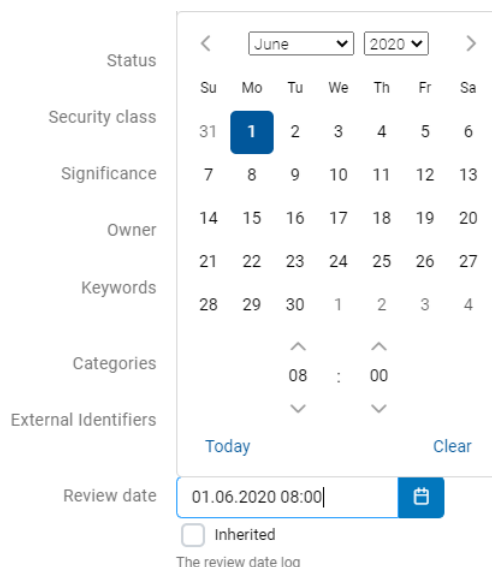 June 2020
Status
Su Mo Tu We Th Fr Sa
Security class
31 1 2 3 4 5 6
Significance
7 8 9 10 11 12 13
Owner
14 15 16 17 18 19 20
21 22 23 24 25 26 27
Keywords
28 29 30 1 2 3 4
Categories
08 : 00
External Identifiers
Today Clear
Review date 01.06.2020 08:00
Inherited
The review date log